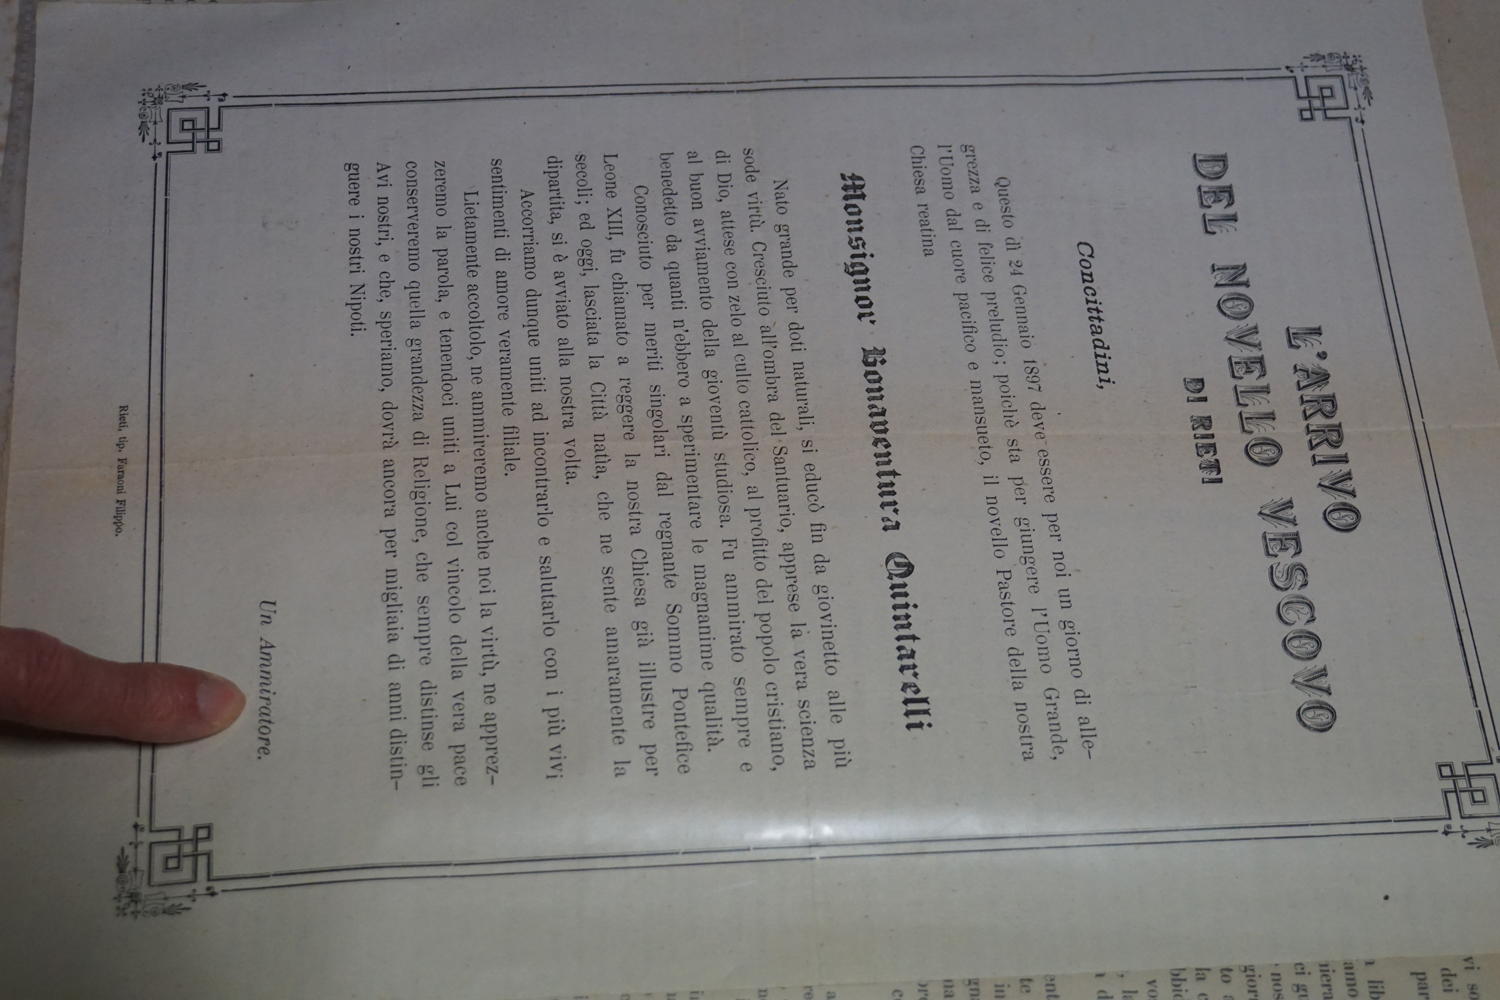 L'ARRIVO
DEL NOVELLO VESCOVO
DI RIETI
Concittadini,
Questo dì 24 Gennaio 1897 deve essere per noi un giorno di alle-
grezza e di felice preludio; poichè sta per giungere l'Uomo Grande,
l'Uomo dal cuore pacifico e mansueto, il novello Pastore della nostra
Chiesa reatina
Monsignor Bonaventura Quintarelli
Nato grande per doti naturali, si educò fin da giovinetto alle più
sode virtù. Cresciuto all'ombra del Santuario, apprese la vera scienza
di Dio, attese con zelo al culto cattolico, al profitto del popolo cristiano,
al buon avviamento della gioventù studiosa. Fu ammirato sempre e
benedetto da quanti n'ebbero a sperimentare le magnanime qualità.
Conosciuto per meriti singolari dal regnante Sommo Pontefice
Leone XIII, fu chiamato a reggere la nostra Chiesa già illustre per
secoli; ed oggi, lasciata la Città natìa, che ne sente amaramente la
dipartita, si è avviato alla nostra volta.
Accorriamo dunque uniti ad incontrarlo e salutarlo con i più vivi
sentimenti di amore veramente filiale.
Lietamente accoltolo, ne ammireremo anche noi la virtù, ne apprez-
zeremo la parola, e tenendoci uniti a Lui col vincolo della vera pace
conserveremo quella grandezza di Religione, che sempre distinse gli
Avi nostri, e che, speriamo, dovrà ancora per migliaia di anni distin-
guere i nostri Nipoti.
Un Ammiratore.
Rieti, tip. Faraoni Filippo.